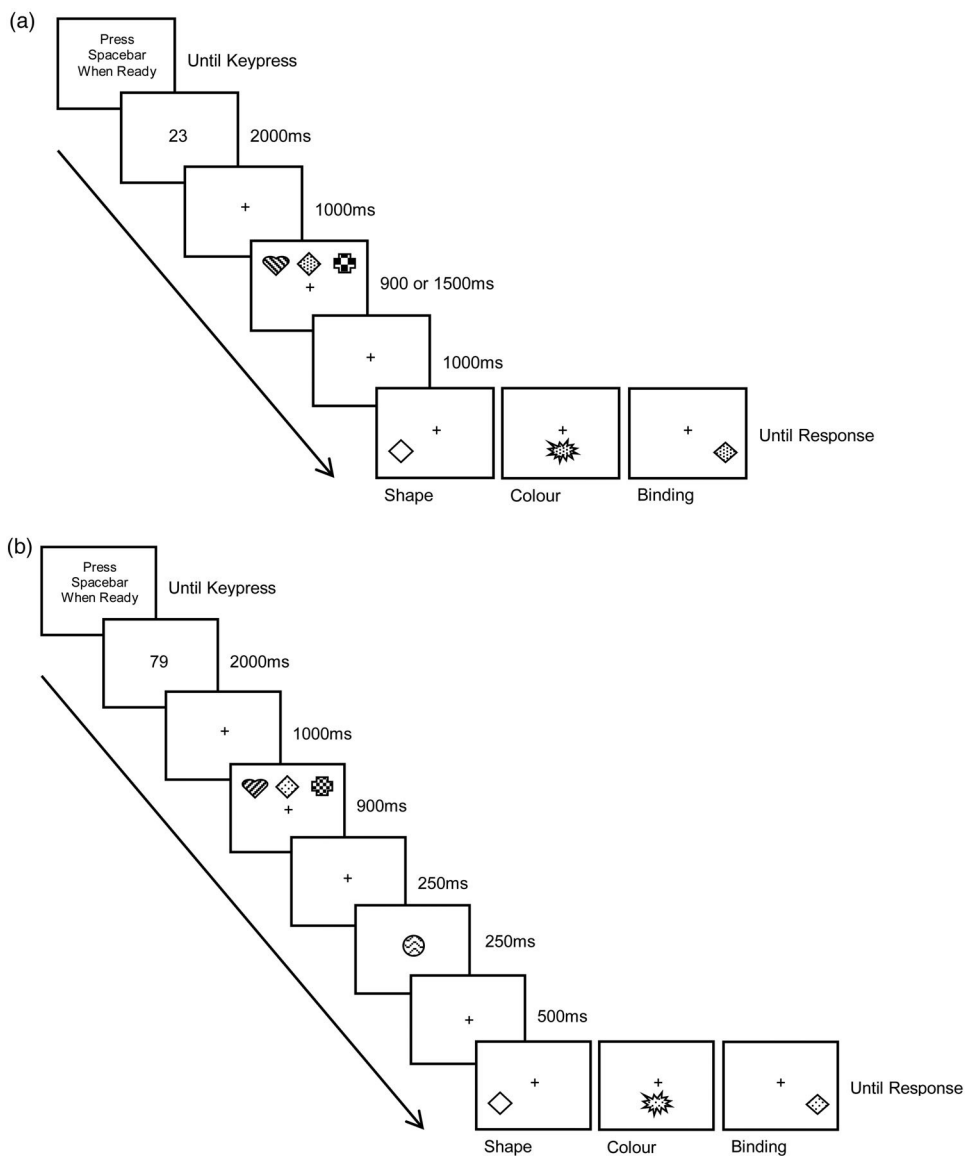 (a)
Press
Spacebar
When Ready
Until Keypress
23
2000ms
+
1000ms
+
900 or 1500ms
+
1000ms
+
+
+
Until Response
Shape
Colour
Binding
(b)
Press
Spacebar
When Ready
Until Keypress
79
2000ms
+
1000ms
+
900ms
+
250ms
250ms
+
500ms
+
+
+
Until Response
Shape
Colour
Binding